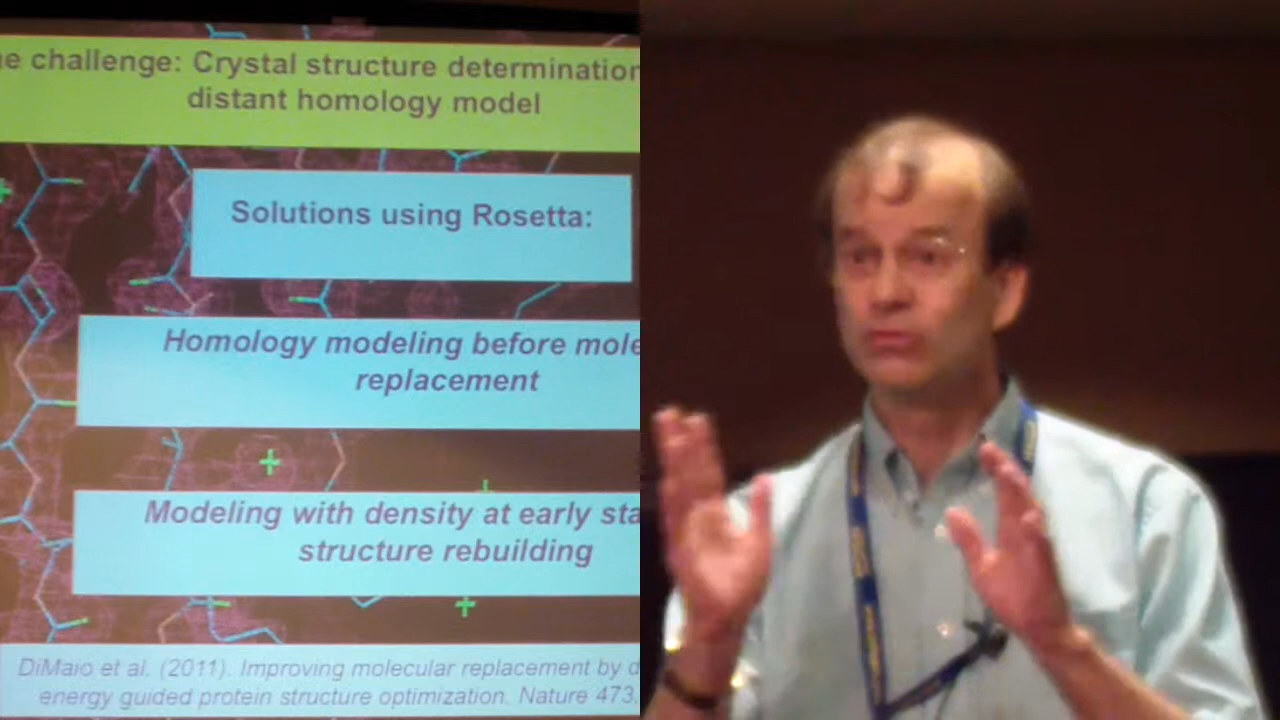 e challenge: Crystal structure determination
distant homology model
Solutions using Rosetta:
Homology modeling before mole
replacement
Modeling with density at early sta
structure rebuilding
DiMaio et al. (2011). Improving molecular replacement by d
energy guided protein structure optimization. Nature 473,